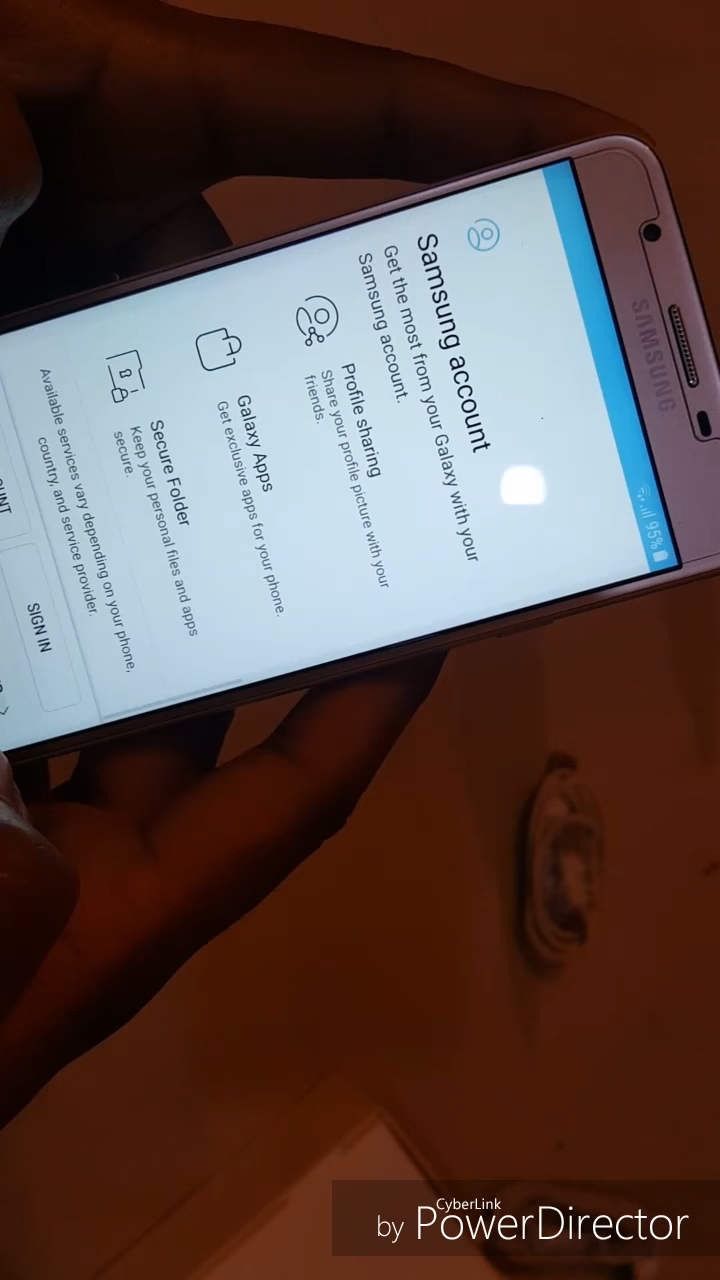 SAMSUNG
95%
Samsung account
Get the most from your Galaxy with your
Samsung account.
Profile sharing
Share your profile picture with your
friends.
Galaxy Apps
Get exclusive apps for your phone.
Secure Folder
Keep your personal files and apps
secure.
Available services vary depending on your phone,
country, and service provider.
SIGN IN
by CyberLink
PowerDirector